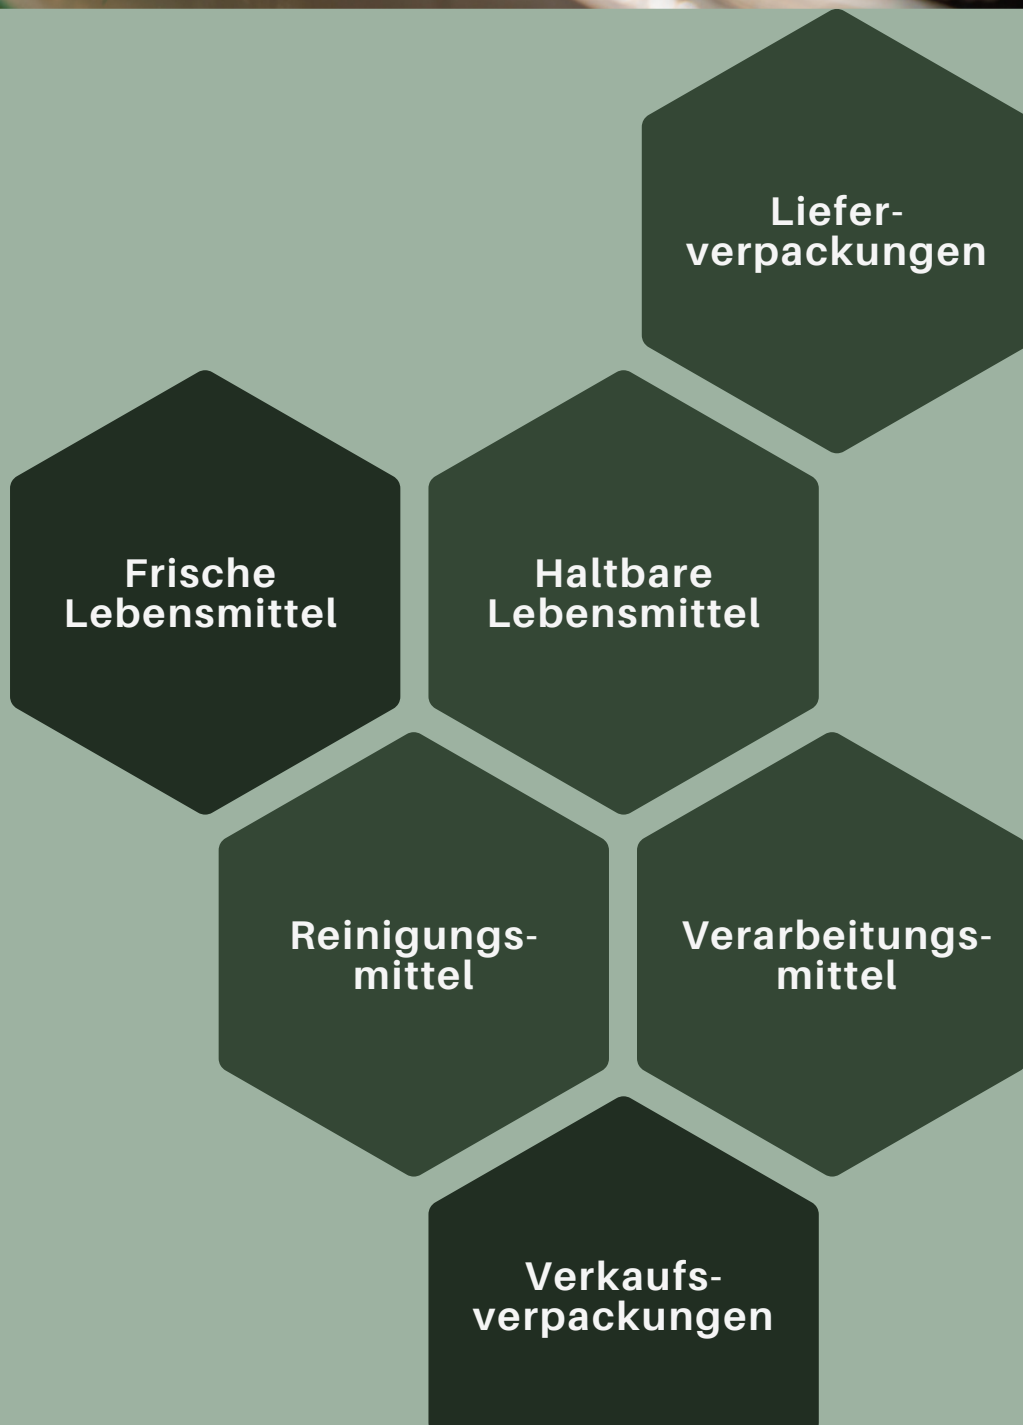 Liefer-
verpackungen
Frische
Lebensmittel
Haltbare
Lebensmittel
Reinigungs-
mittel
Verarbeitungs-
mittel
Verkaufs-
verpackungen